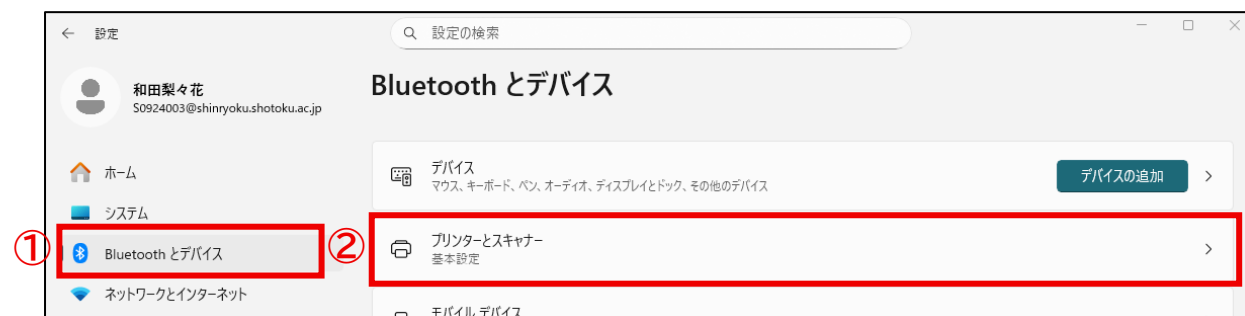 設定
設定の検索
和田梨々花
S0924003@shinryoku.shotoku.ac.jp
Bluetooth とデバイス
ホーム
システム
① Bluetooth とデバイス
ネットワークとインターネット
デバイス
マウス、キーボード、ペン、オーディオ、ディスプレイとドック、その他のデバイス
デバイスの追加
② プリンターとスキャナー
基本設定
モバイル デバイス